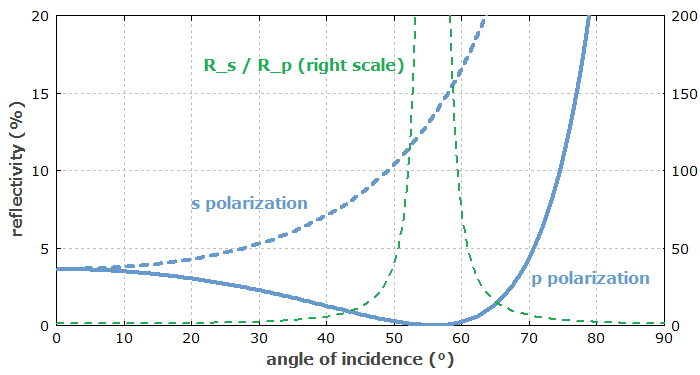 20
15
10
5
0
200
150
100
50
0
reflectivity (%)
R_s / R_p (right scale)
s polarization
p polarization
0 10 20 30 40 50 60 70 80 90
angle of incidence (º)